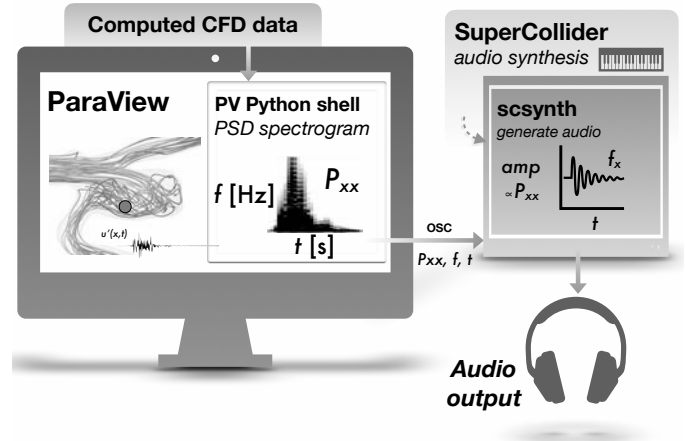 Computed CFD data
ParaView
u'(x,t)
PV Python shell
PSD spectrogram
f [Hz]
Pxx
t [s]
OSC
Pxx, f, t
SuperCollider
audio synthesis
scsynth
generate audio
amp
∝Pxx
fx
t
Audio
output